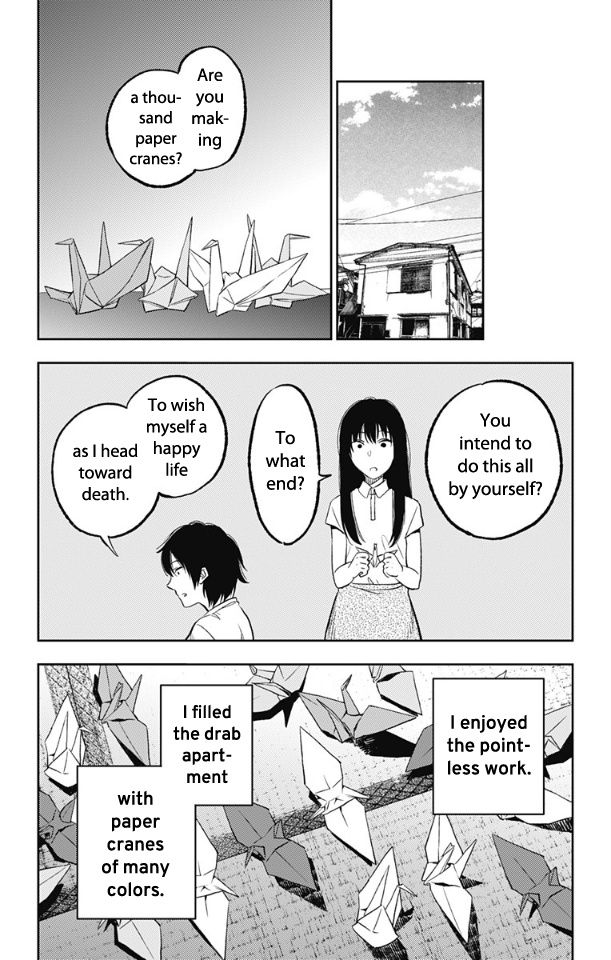 Are
you
mak-
ing
a thou-
sand
paper
cranes?
You
intend to
do this all
by yourself?
To
what
end?
To wish
myself a
happy
life
as I head
toward
death.
I enjoyed
the point-
less work.
I filled
the drab
apart-
ment
with
paper
cranes
of many
colors.